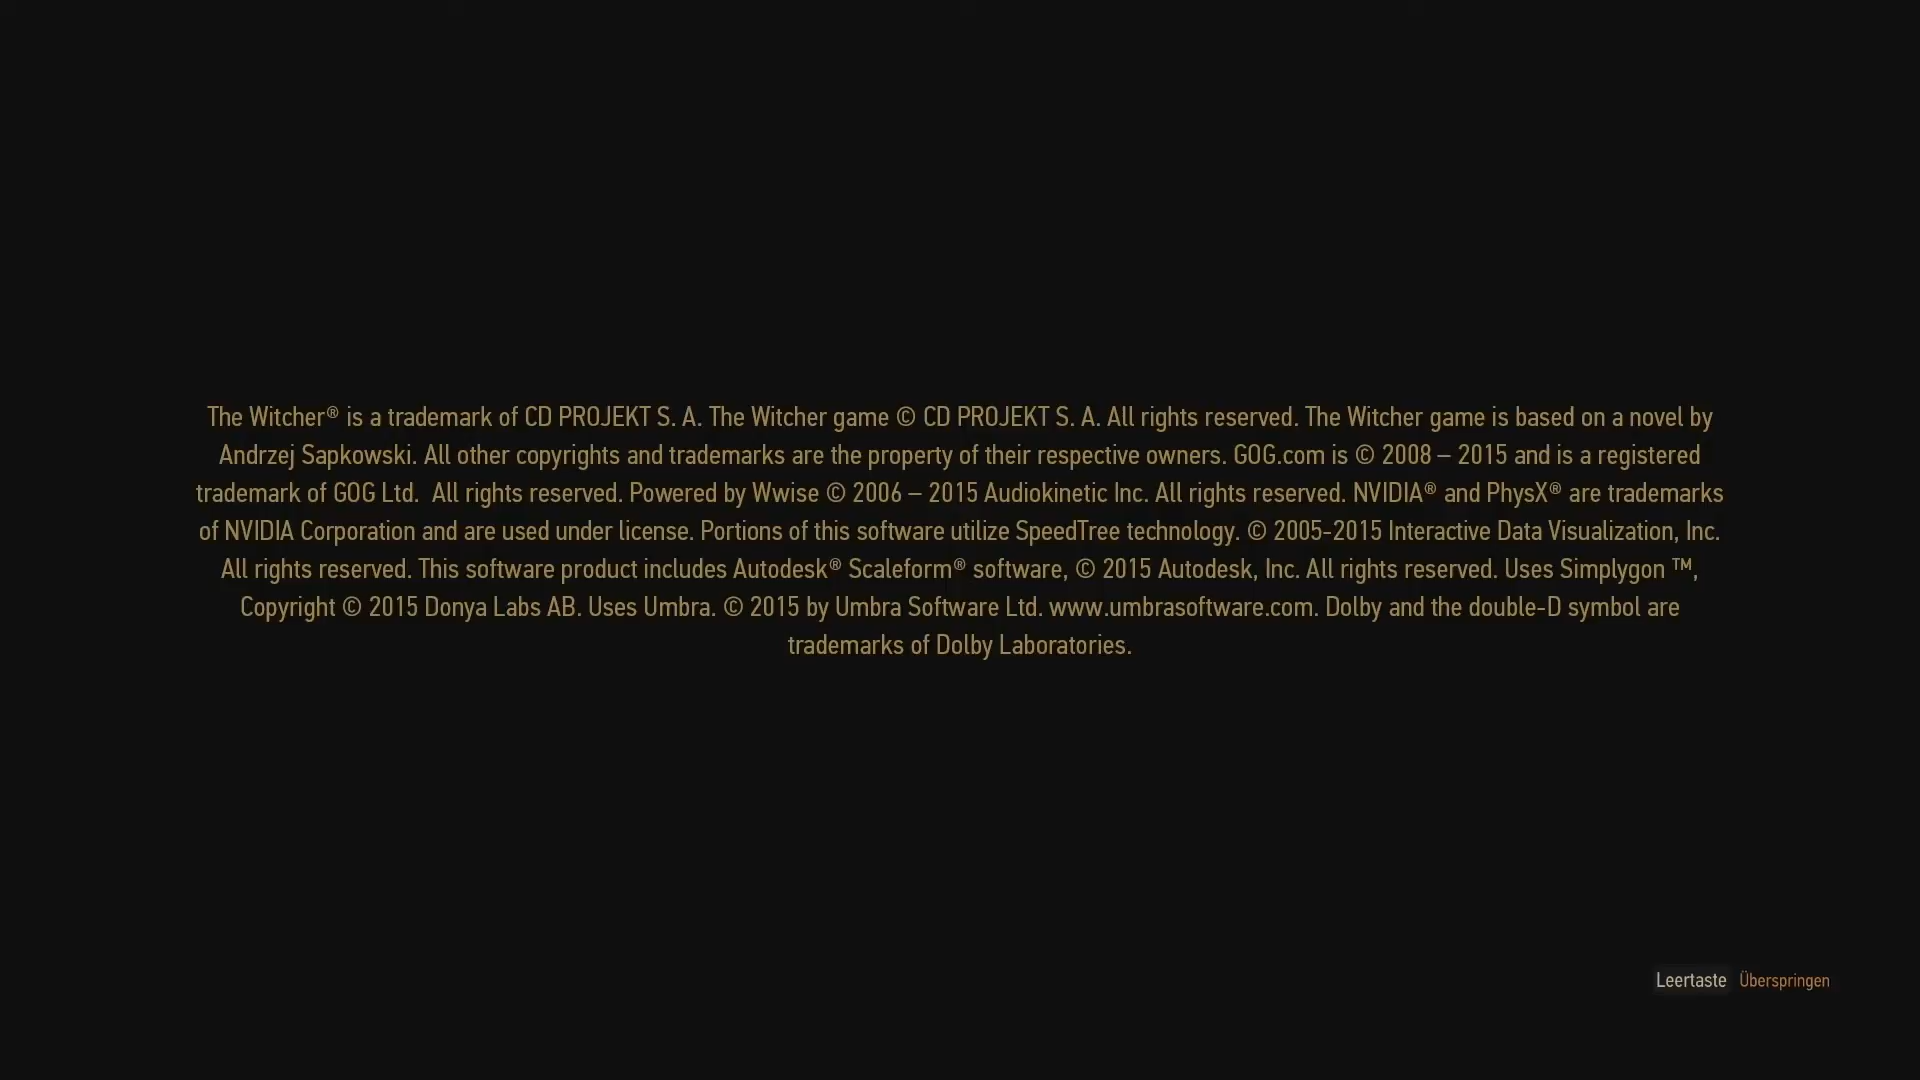 The Witcher® is a trademark of CD PROJEKT S. A. The Witcher game © CD PROJEKT S. A. All rights reserved. The Witcher game is based on a novel by
Andrzej Sapkowski. All other copyrights and trademarks are the property of their respective owners. GOG.com is © 2008 – 2015 and is a registered
trademark of GOG Ltd.  All rights reserved. Powered by Wwise © 2006 – 2015 Audiokinetic Inc. All rights reserved. NVIDIA® and PhysX® are trademarks
of NVIDIA Corporation and are used under license. Portions of this software utilize SpeedTree technology. © 2005-2015 Interactive Data Visualization, Inc.
All rights reserved. This software product includes Autodesk® Scaleform® software, © 2015 Autodesk, Inc. All rights reserved. Uses Simplygon ™,
Copyright © 2015 Donya Labs AB. Uses Umbra. © 2015 by Umbra Software Ltd. www.umbrasoftware.com. Dolby and the double-D symbol are
trademarks of Dolby Laboratories.
Leertaste Überspringen